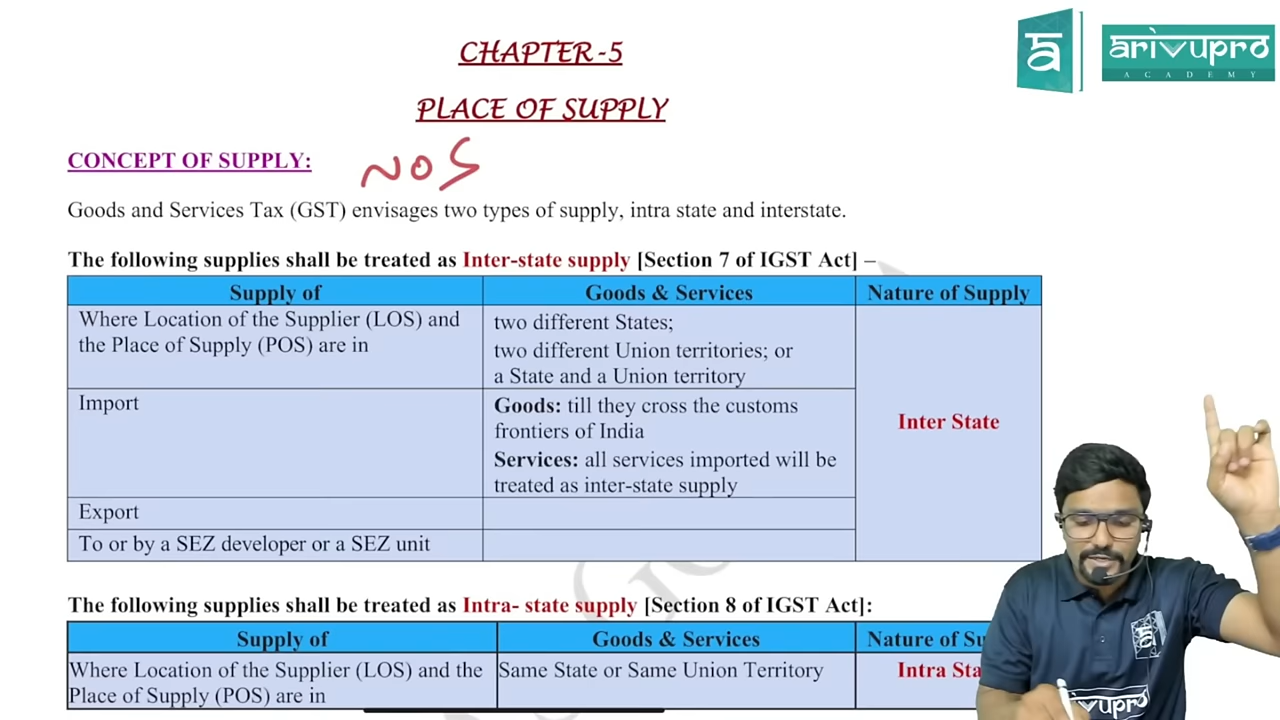 CHAPTER-5
arivupro
ACADEMY
PLACE OF SUPPLY
CONCEPT OF SUPPLY:
NOS
Goods and Services Tax (GST) envisages two types of supply, intra state and interstate.
The following supplies shall be treated as Inter-state supply [Section 7 of IGST Act] –
Supply of Goods & Services Nature of Supply
Where Location of the Supplier (LOS) and
the Place of Supply (POS) are in
two different States;
two different Union territories; or
a State and a Union territory
Import
Goods: till they cross the customs
frontiers of India
Services: all services imported will be
treated as inter-state supply
Export
To or by a SEZ developer or a SEZ unit
Inter State
The following supplies shall be treated as Intra- state supply [Section 8 of IGST Act]:
Supply of Goods & Services Nature of
Where Location of the Supplier (LOS) and the
Place of Supply (POS) are in
Same State or Same Union Territory
Intra